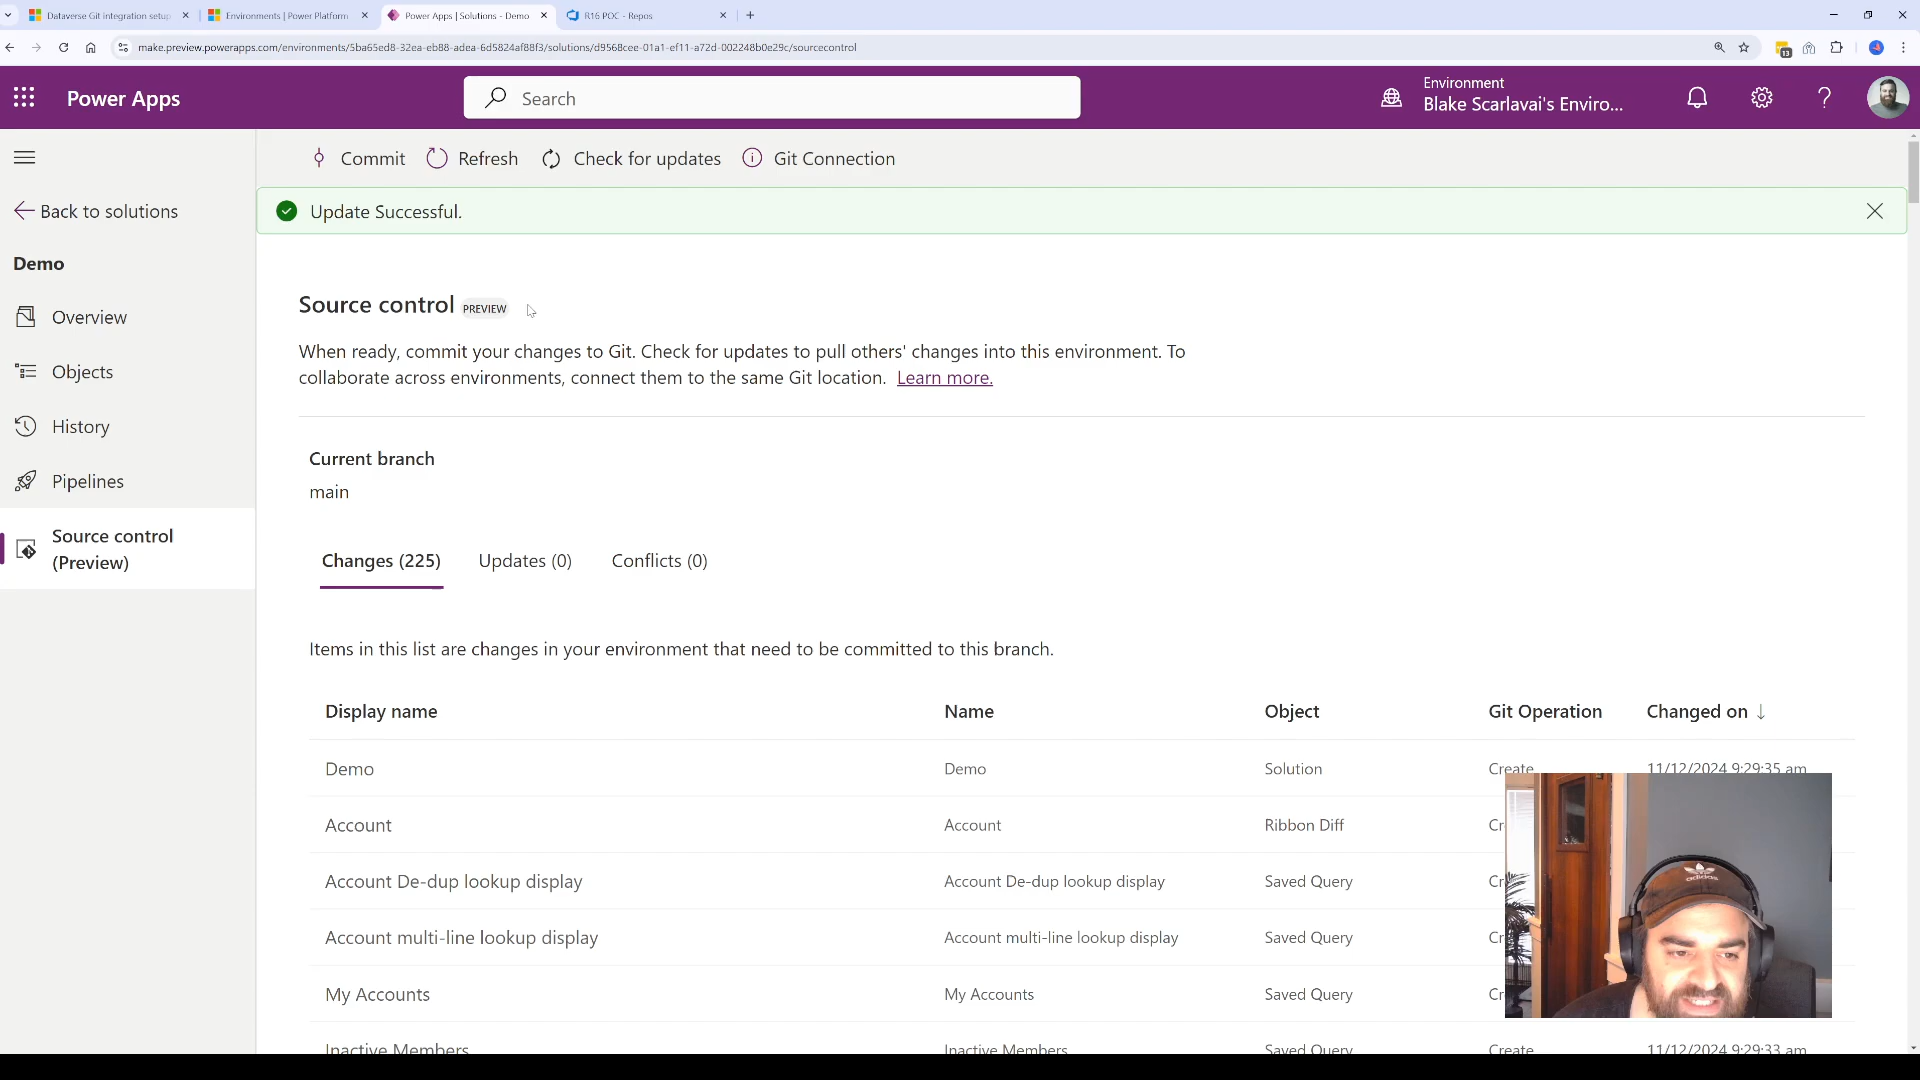 Dataverse Git integration setup
Environments | Power Platform
Power Apps | Solutions - Demo
R16 POC - Repos
make.preview.powerapps.com/environments/5ba65ed8-32ea-eb88-adea-6d5824af88f3/solutions/d9568cee-01a1-ef11-a72d-002248b0e29c/sourcecontrol
13
Power Apps
Search
Environment
Blake Scarlavai's Enviro...
Commit
Refresh
Check for updates
Git Connection
Back to solutions
Update Successful.
Demo
Overview
Objects
History
Pipelines
Source control
(Preview)
Source control PREVIEW
When ready, commit your changes to Git. Check for updates to pull others' changes into this environment. To
collaborate across environments, connect them to the same Git location. Learn more.
Current branch
main
Changes (225) Updates (0) Conflicts (0)
Items in this list are changes in your environment that need to be committed to this branch.
Display name Name Object Git Operation Changed on
Demo Demo Solution Create 11/12/2024 9:29:35 am
Account Account Ribbon Diff Cr
Account De-dup lookup display Account De-dup lookup display Saved Query Cr
Account multi-line lookup display Account multi-line lookup display Saved Query Cr
My Accounts My Accounts Saved Query Cr
Inactive Members Inactive Members Saved Query Create 11/12/2024 9:29:33 am
adidas